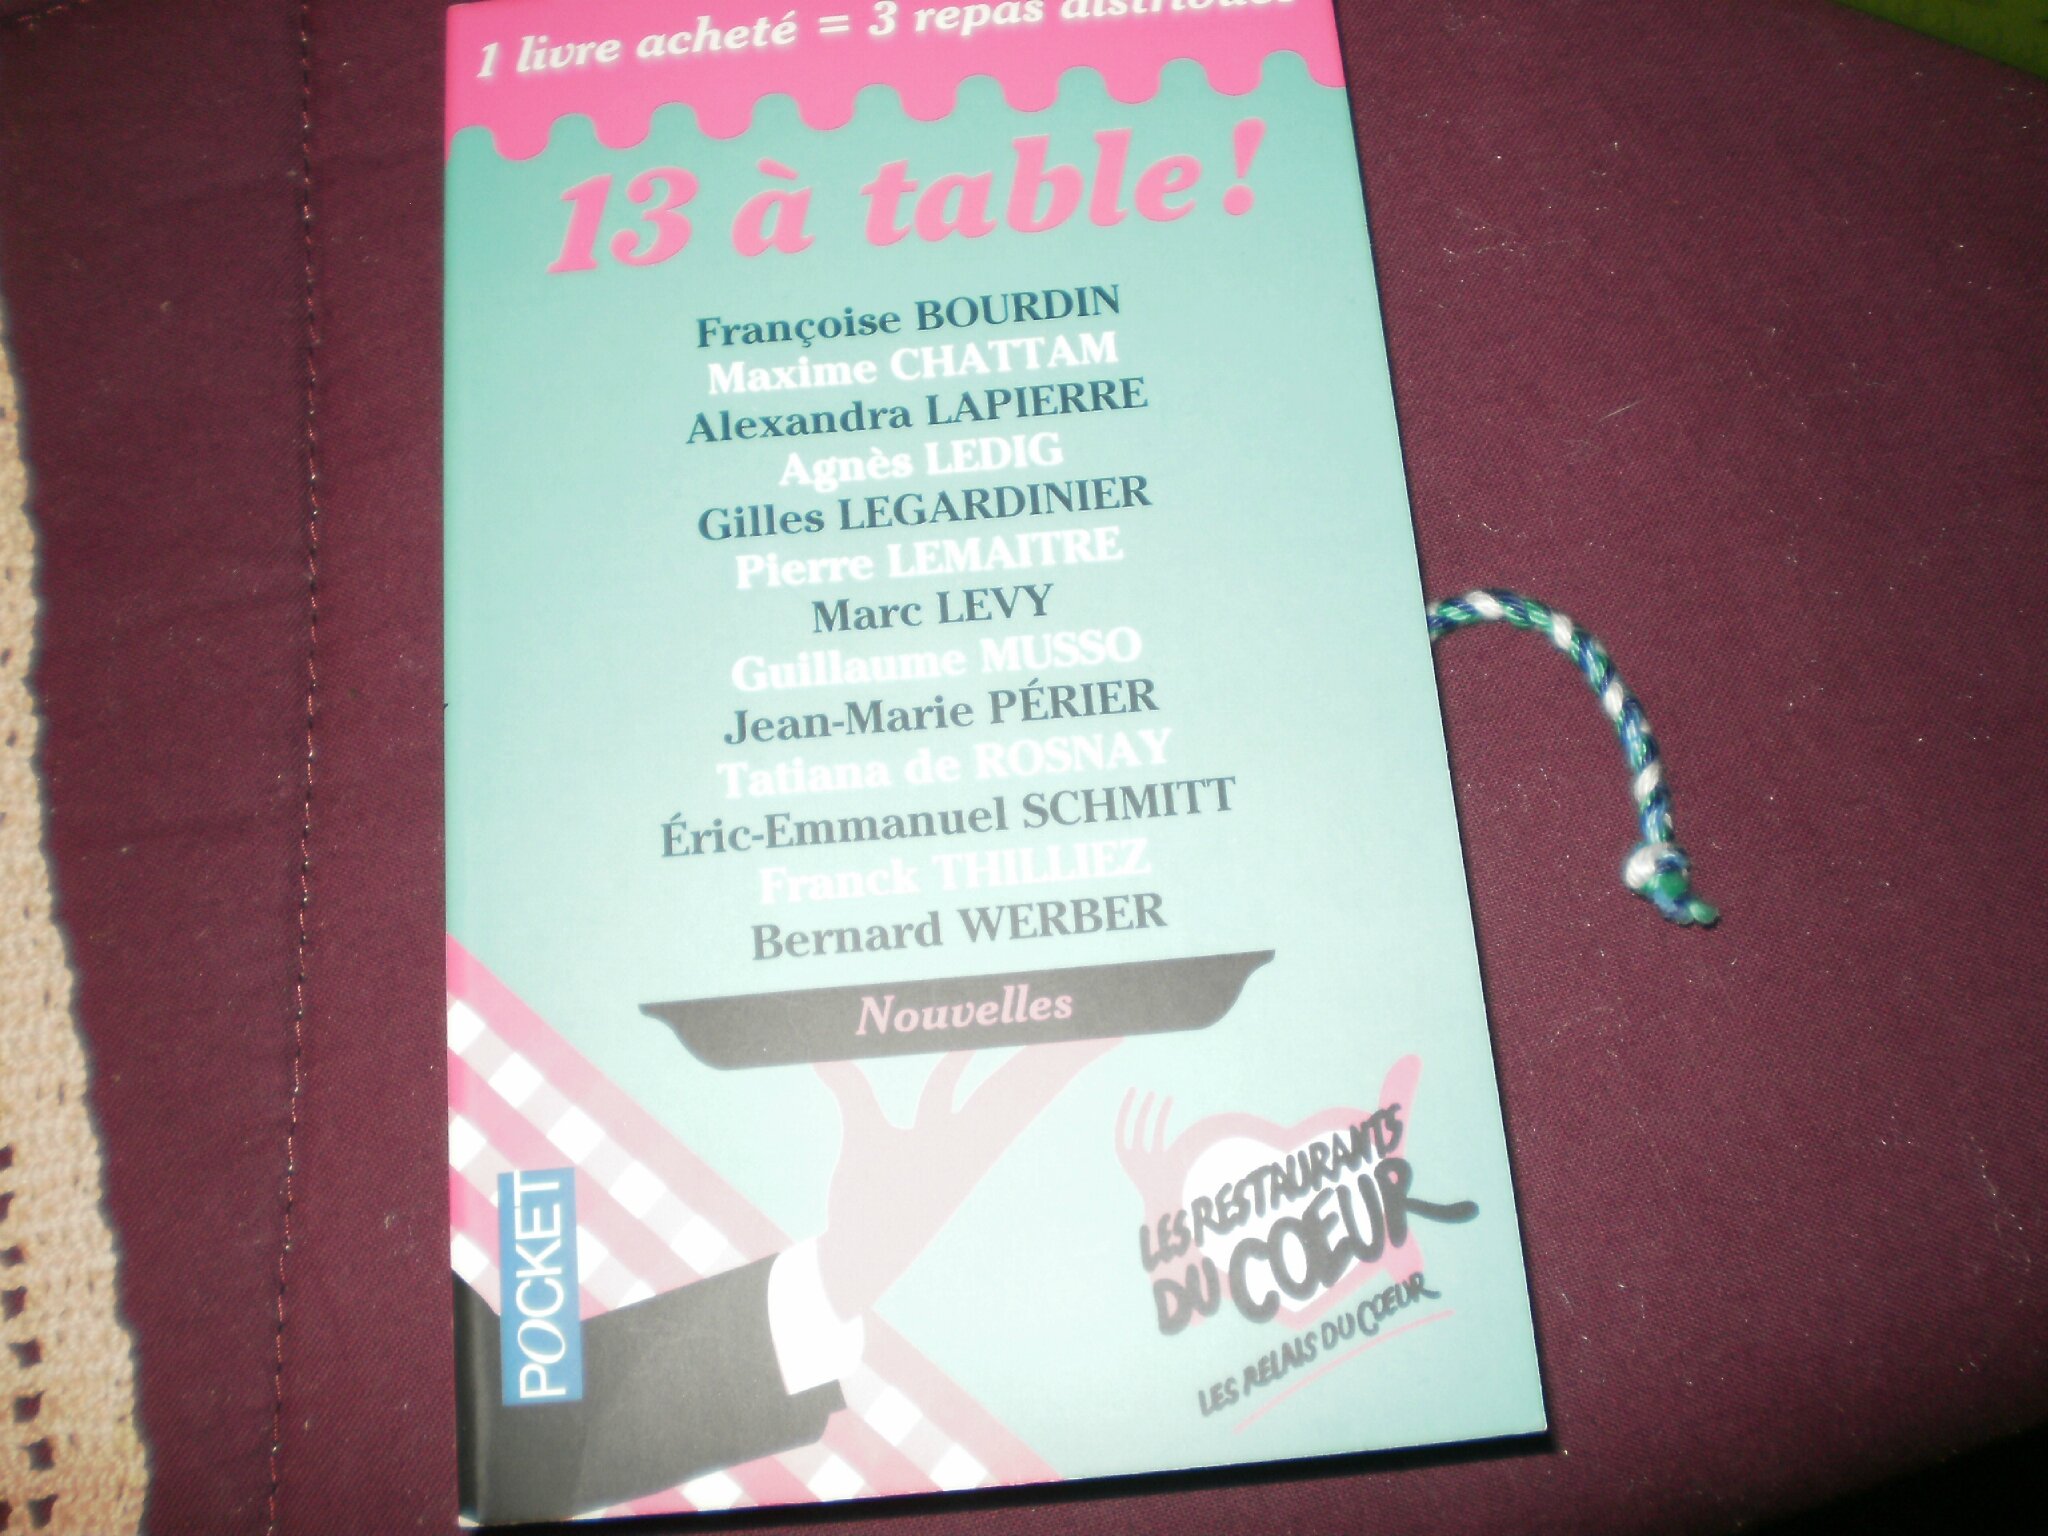 1 livre acheté = 3 repas distribués
13 à table !
Françoise BOURDIN
Maxime CHATTAM
Alexandra LAPIERRE
Agnès LEDIG
Gilles LEGARDINIER
Pierre LEMAITRE
Marc LEVY
Guillaume MUSSO
Jean-Marie PÉRIER
Tatiana de ROSNAY
Éric-Emmanuel SCHMITT
Franck THILLIEZ
Bernard WERBER
Nouvelles
POCKET
LES RESTAURANTS
DU COEUR
LES RELAIS DU CŒUR